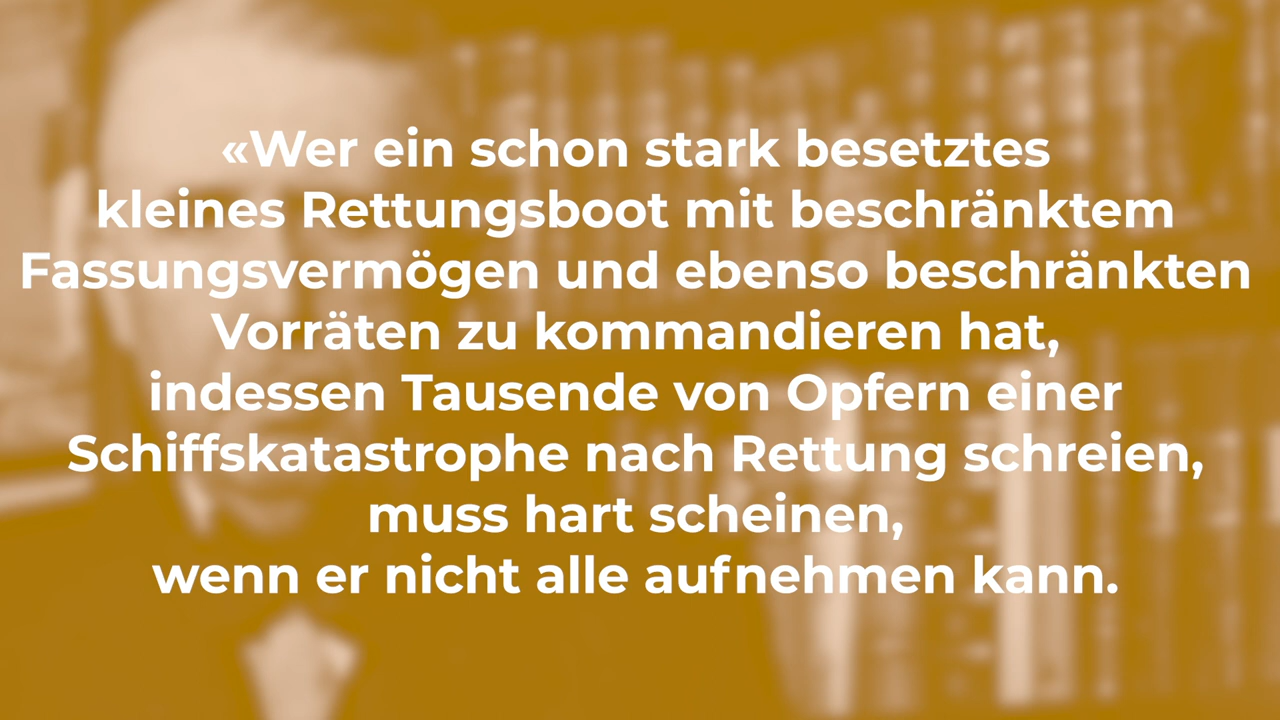 «Wer ein schon stark besetztes
kleines Rettungsboot mit beschränktem
Fassungsvermögen und ebenso beschränkten
Vorräten zu kommandieren hat,
indessen Tausende von Opfern einer
Schiffskatastrophe nach Rettung schreien,
muss hart scheinen,
wenn er nicht alle aufnehmen kann.